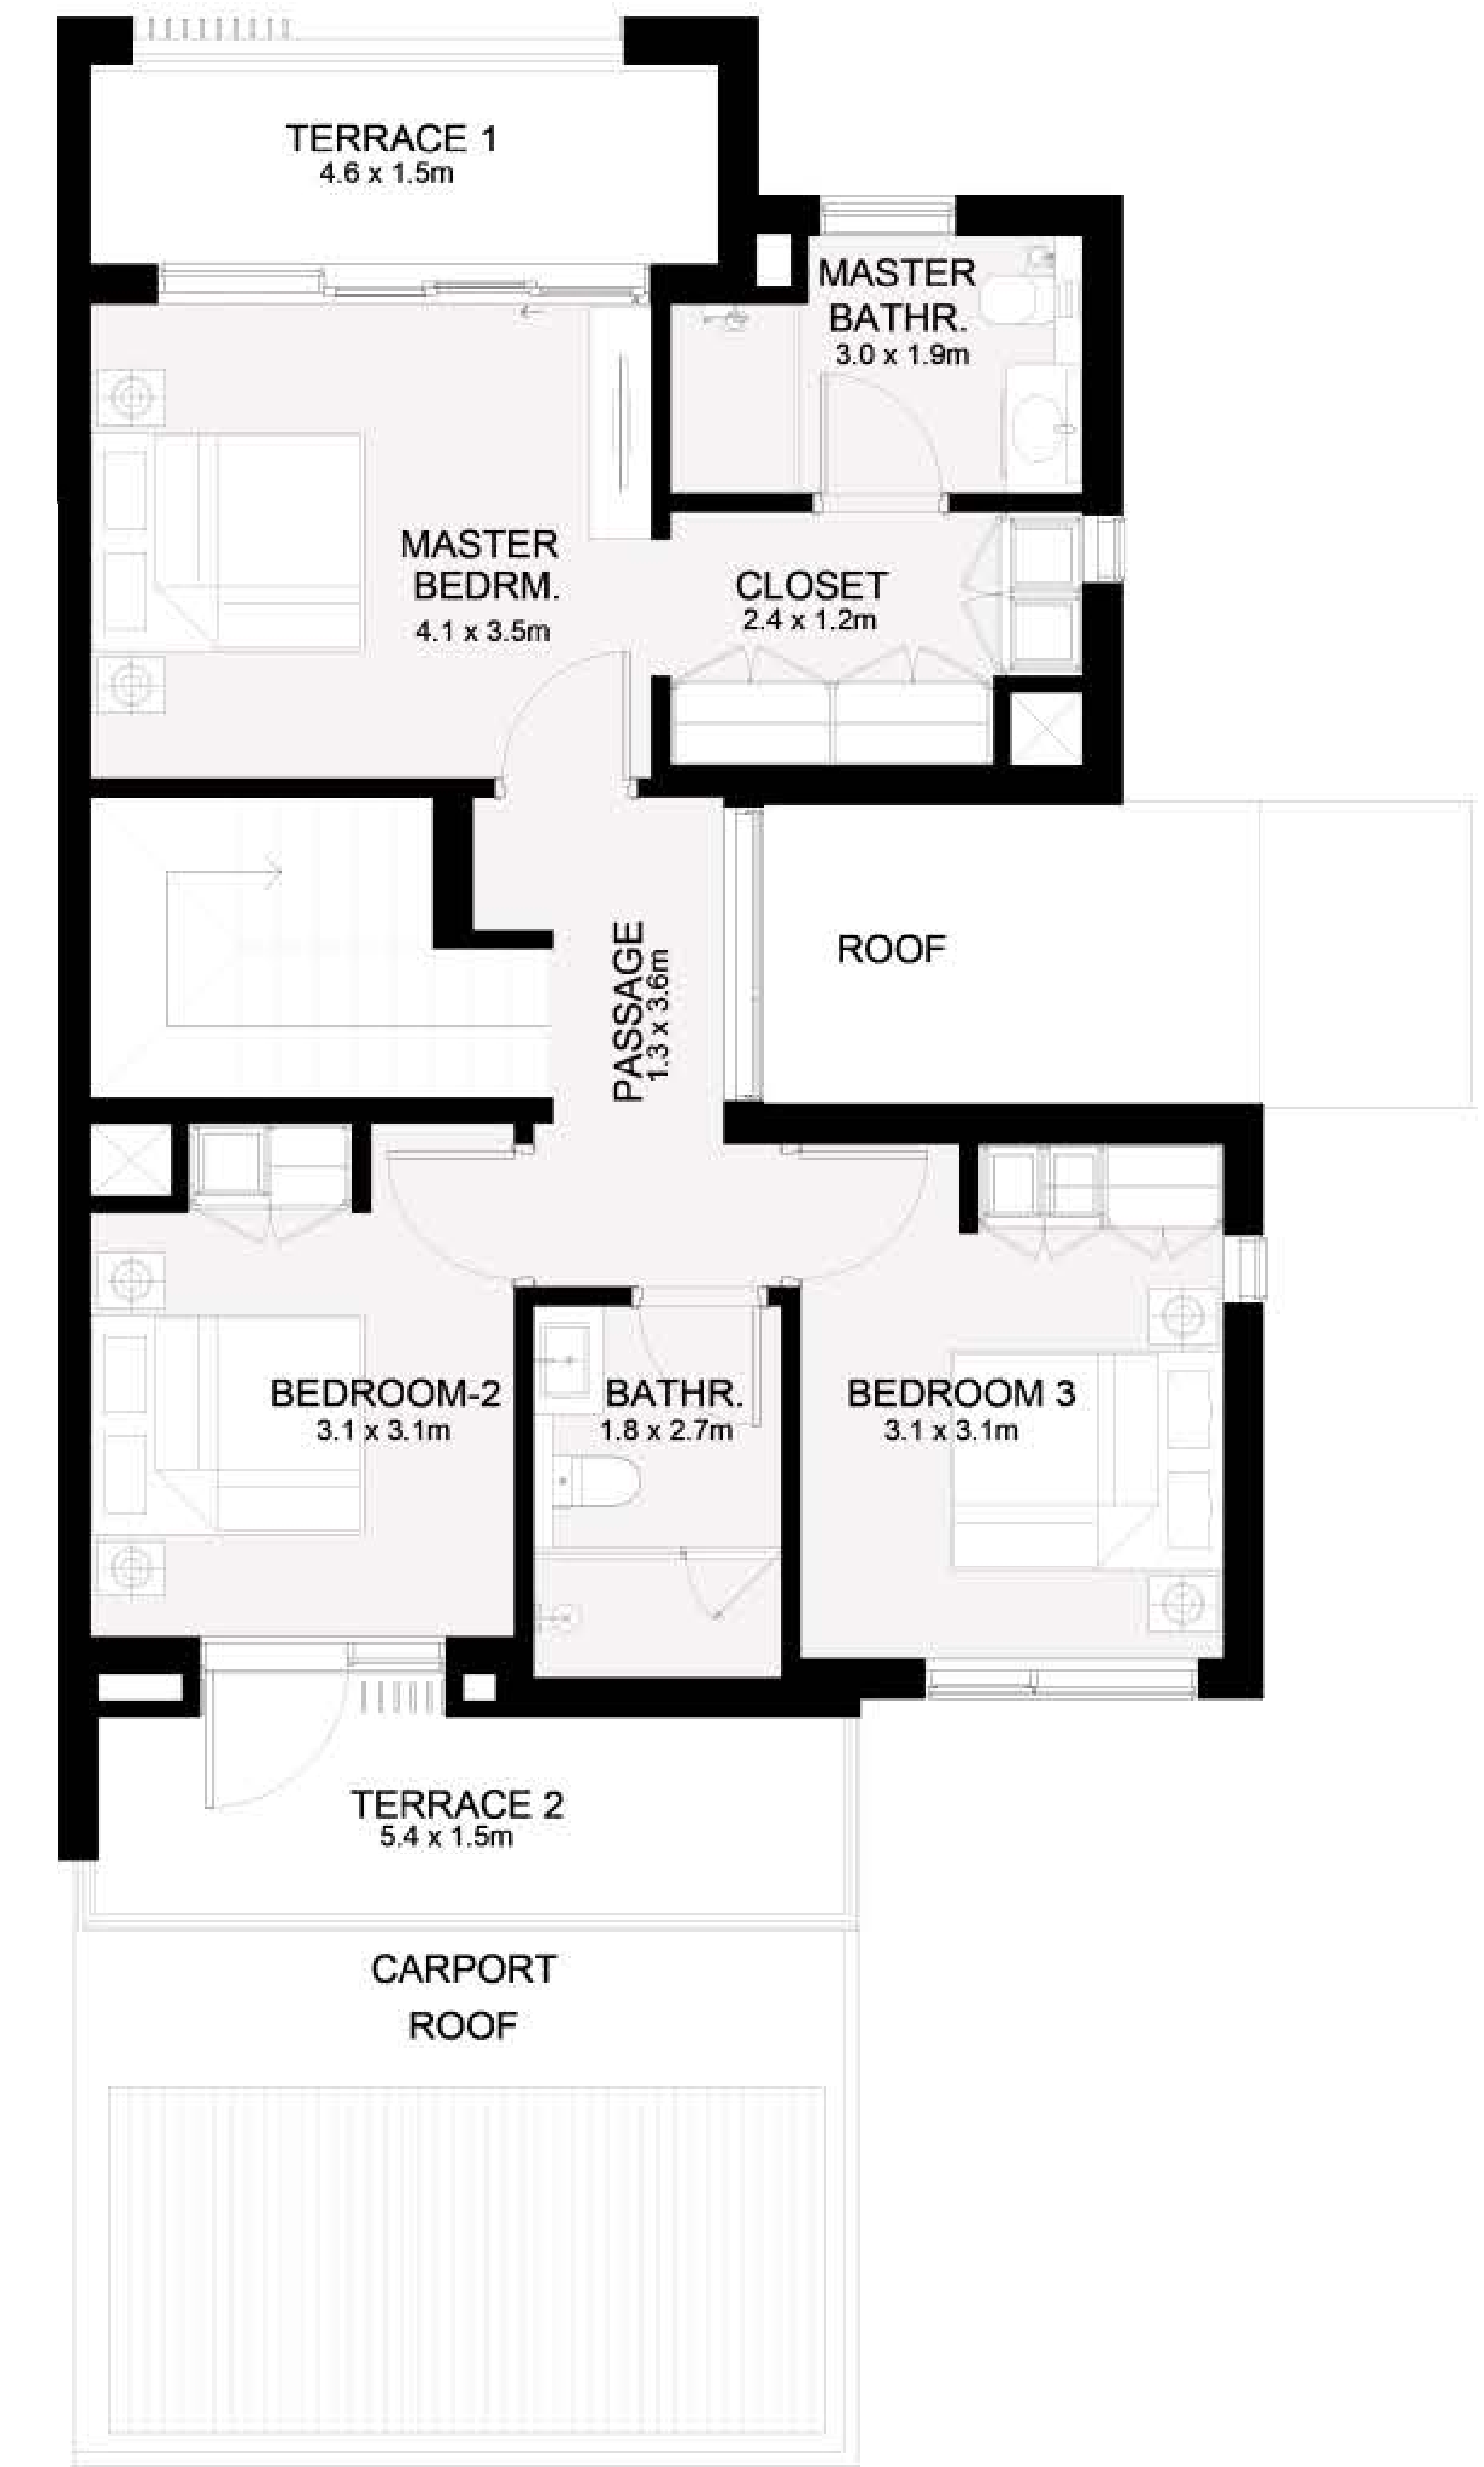 TERRACE 1
4.6 x 1.5m
MASTER
BATHR.
3.0 x 1.9m
MASTER
BEDRM.
4.1 x 3.5m
CLOSET
2.4 x 1.2m
PASSAGE
1.3 x 3.6m
ROOF
BEDROOM-2
3.1 x 3.1m
BATHR.
1.8 x 2.7m
BEDROOM 3
3.1 x 3.1m
TERRACE 2
5.4 x 1.5m
CARPORT
ROOF